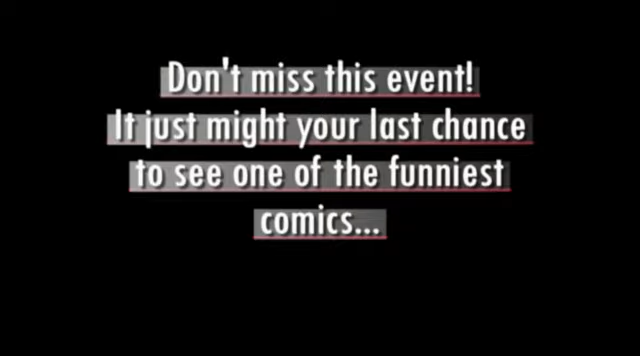 Don't miss this event!
It just might your last chance
to see one of the funniest
comics...